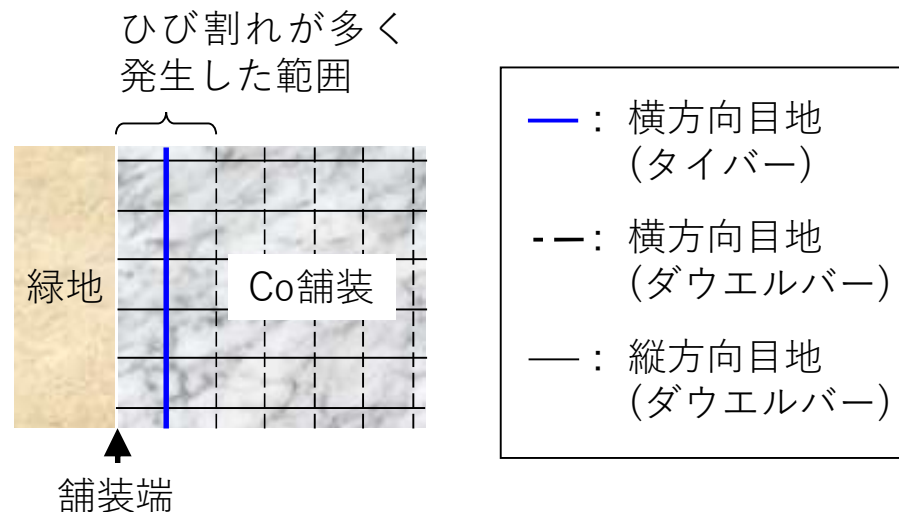 ひび割れが多く
発生した範囲
緑地
Co舗装
舗装端
： 横方向目地
(タイバー)
： 横方向目地
(ダウエルバー)
： 縦方向目地
(ダウエルバー)